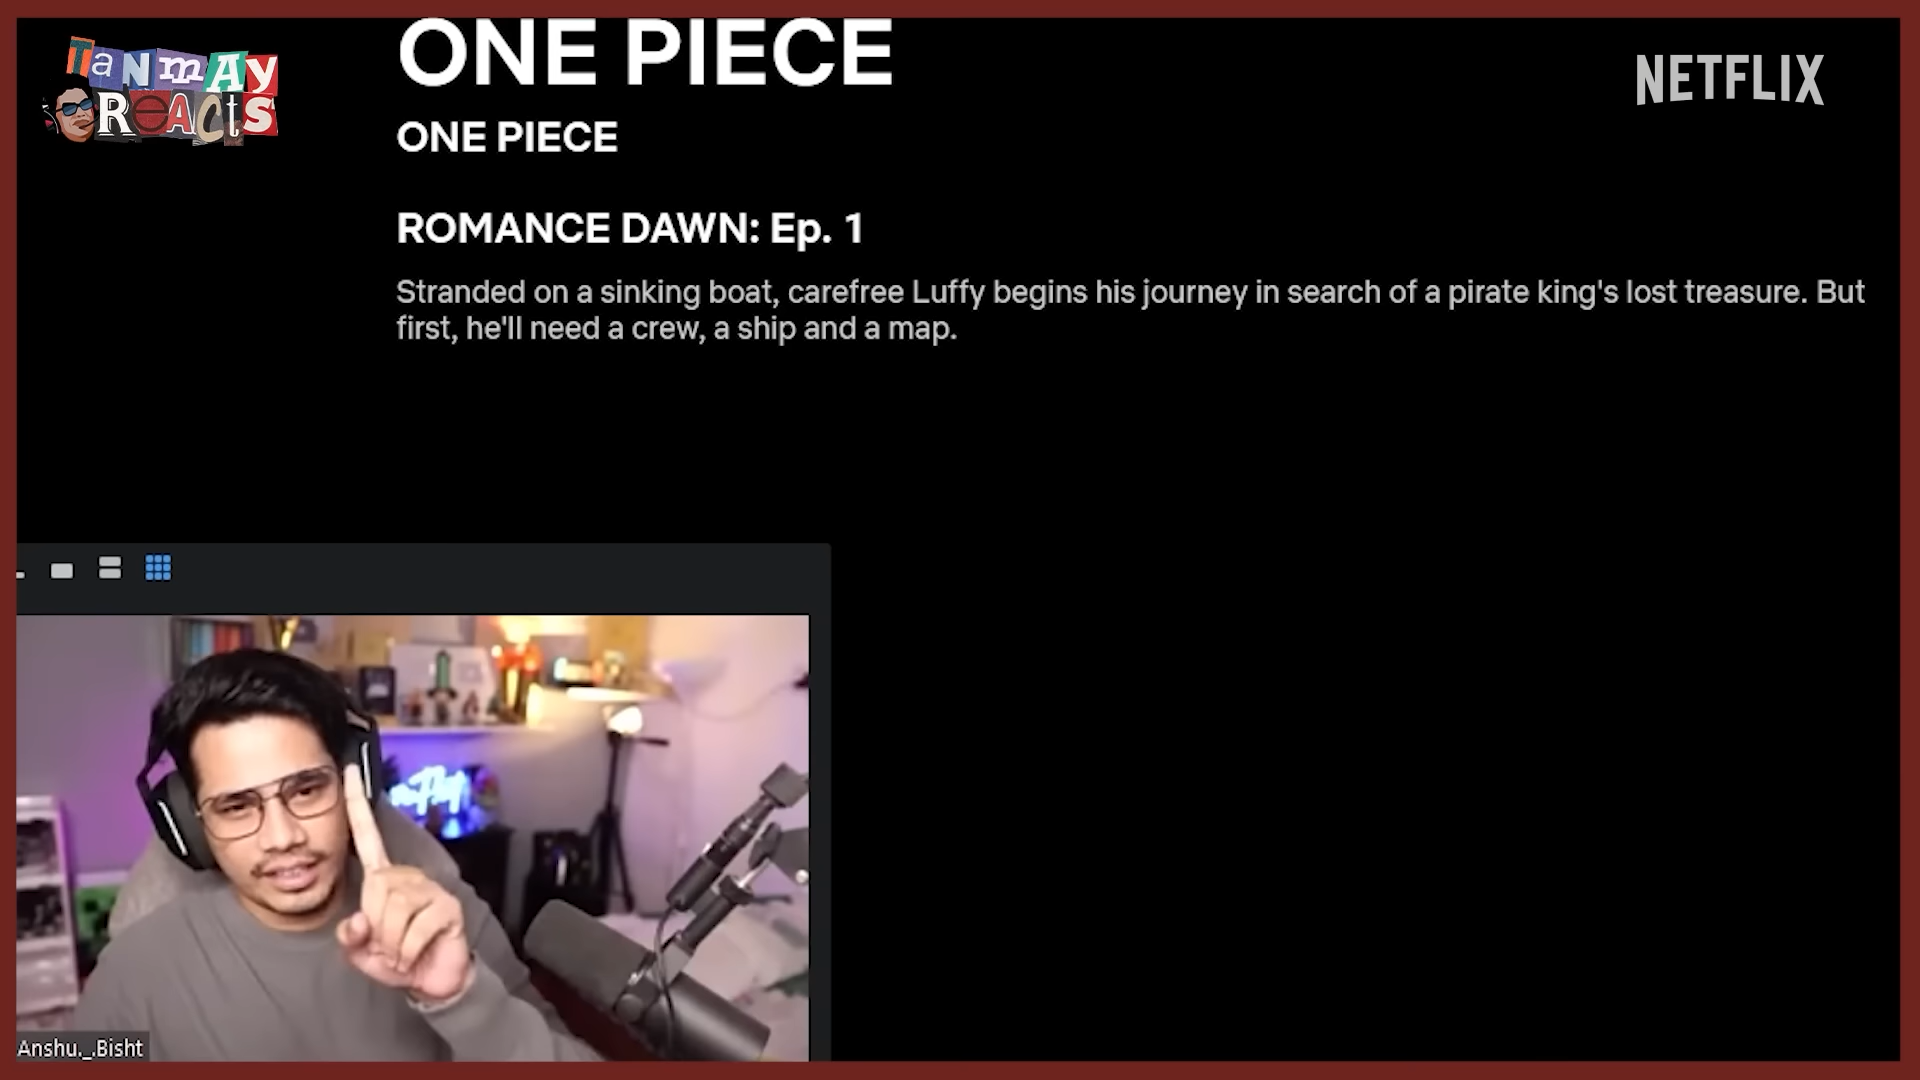 TaNmAy
REACtS
ONE PIECE
NETFLIX
ONE PIECE
ROMANCE DAWN: Ep. 1
Stranded on a sinking boat, carefree Luffy begins his journey in search of a pirate king's lost treasure. But
first, he'll need a crew, a ship and a map.
Anshu._.Bisht